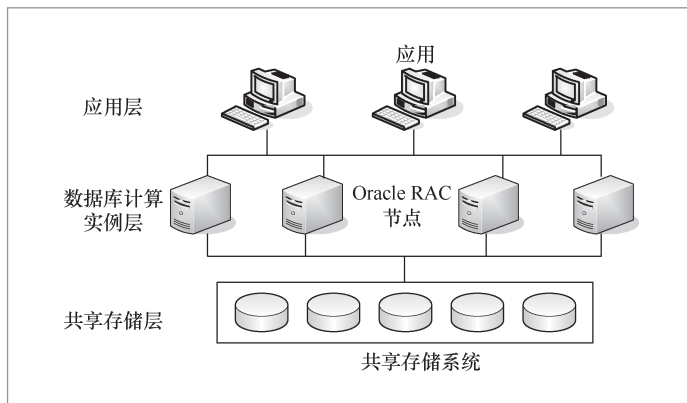 应用
应用层
数据库计算
实例层
Oracle RAC
节点
共享存储层
共享存储系统